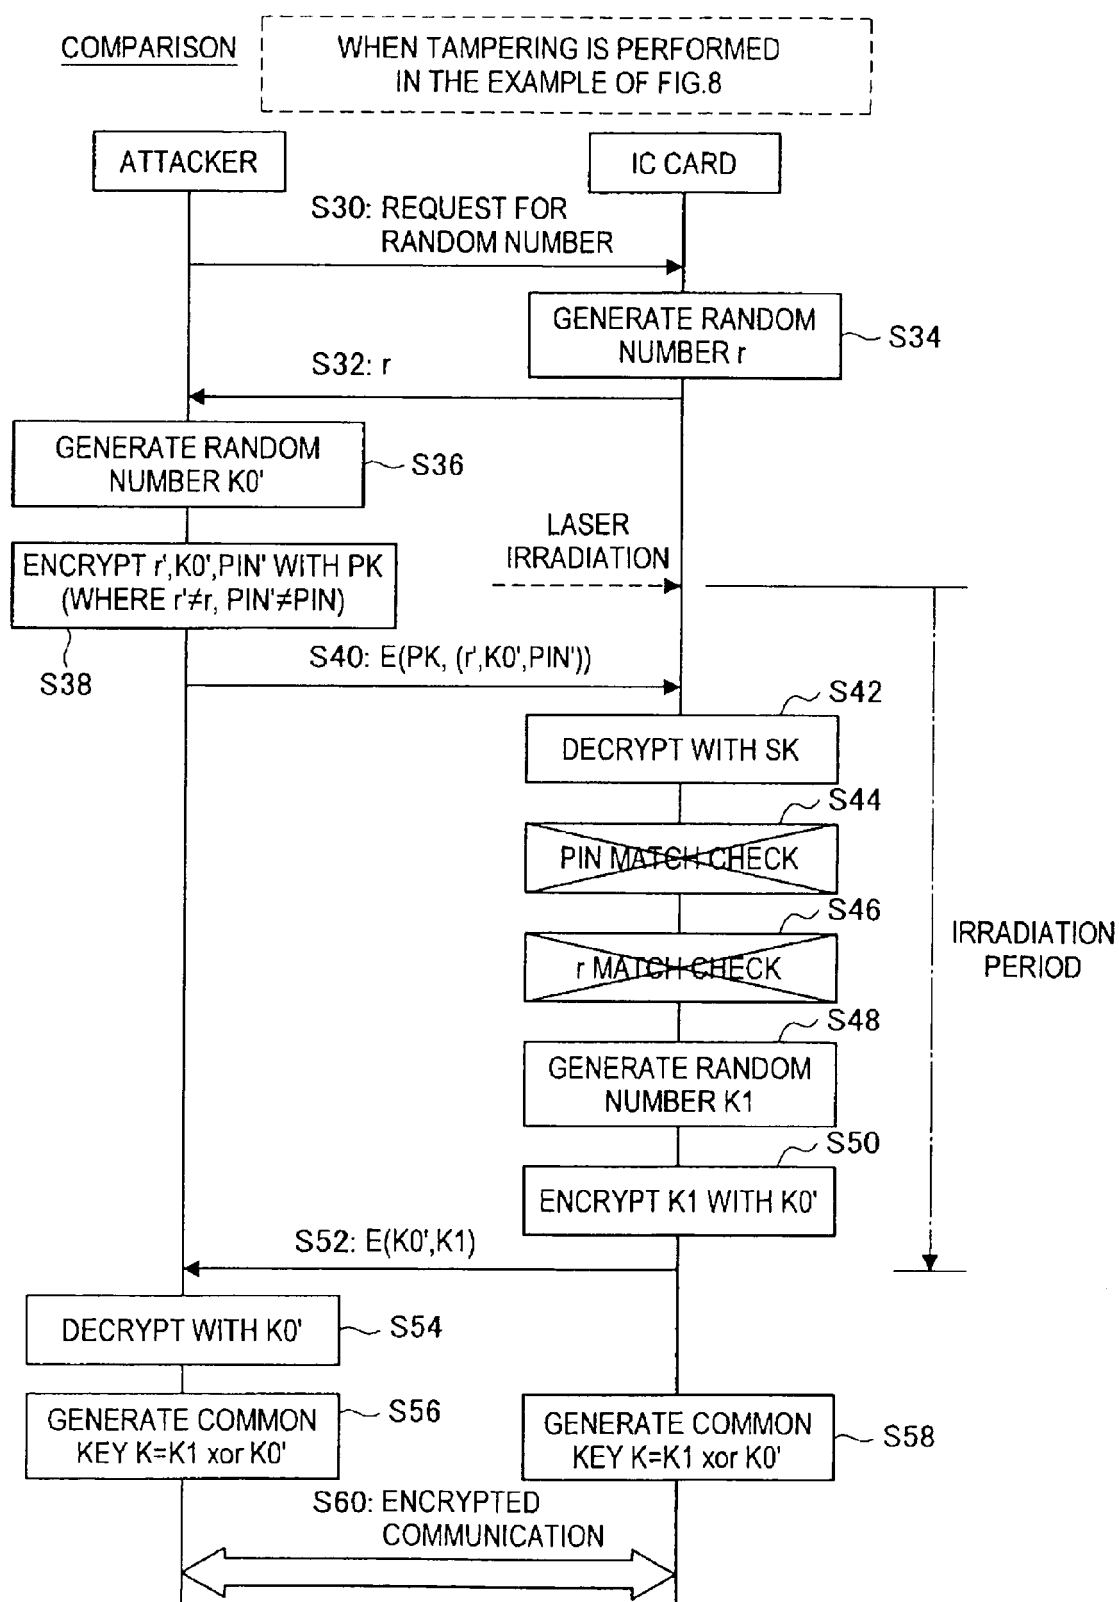 COMPARISON
WHEN TAMPERING IS PERFORMED
IN THE EXAMPLE OF FIG.8
ATTACKER
IC CARD
S30: REQUEST FOR
RANDOM NUMBER
GENERATE RANDOM
NUMBER r
S34
S32: r
GENERATE RANDOM
NUMBER K0'
S36
LASER
IRRADIATION
ENCRYPT r',K0',PIN' WITH PK
(WHERE r'≠r, PIN'≠PIN)
S38
S40: E(PK, (r',K0',PIN'))
S42
DECRYPT WITH SK
S44
PIN MATCH CHECK
S46
r MATCH CHECK
IRRADIATION
PERIOD
S48
GENERATE RANDOM
NUMBER K1
S50
ENCRYPT K1 WITH K0'
S52: E(K0',K1)
DECRYPT WITH K0'
S54
GENERATE COMMON
KEY K=K1 xor K0'
S56
GENERATE COMMON
KEY K=K1 xor K0'
S58
S60: ENCRYPTED
COMMUNICATION